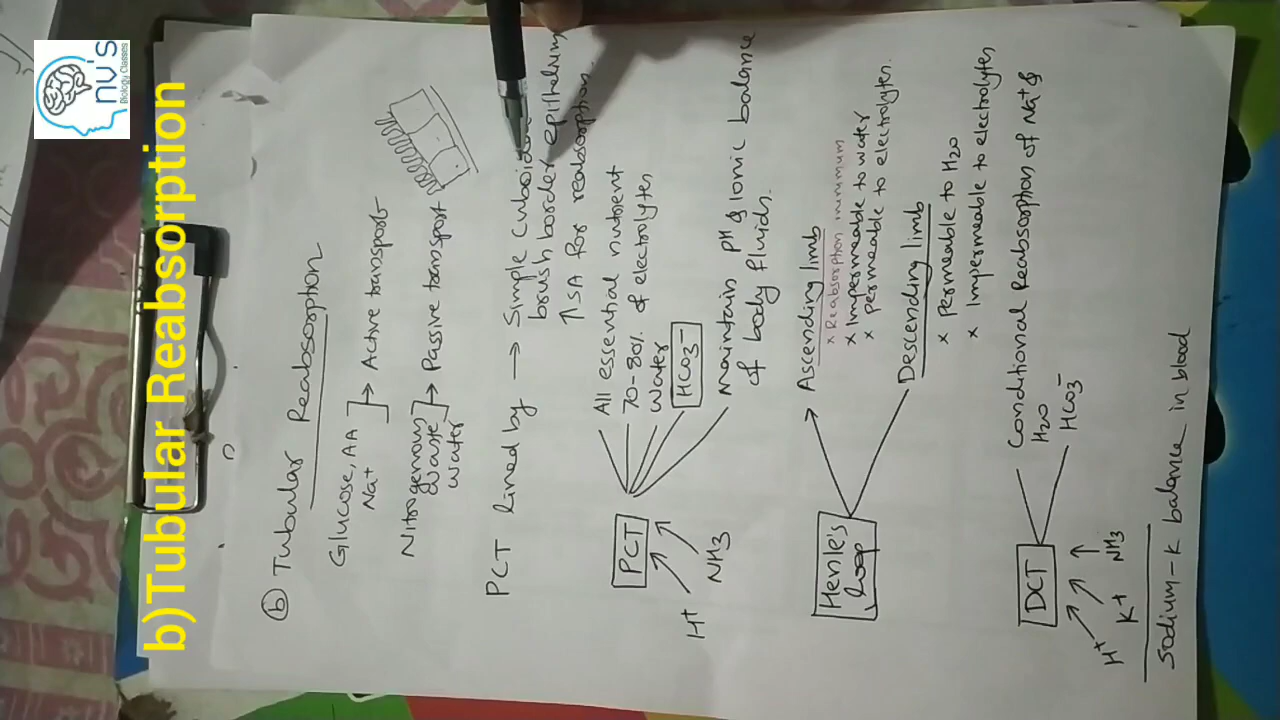 b)Tubular Reabsorption
nv's
Biology Classes
b Tubular Reabsorption
Glucose, AA
Na+
→ Active transport
Nitrogenous
waste
water
→ Passive transport
PCT lined by → Simple cuboidal
brush border epithelium
↑ SA for reabsorption.
PCT
All essential nutrient
70-80% of electrolytes
water
HCO3-
Maintain pH & Ionic balance
of body fluids.
H+
NH3
Henle's
Loop
Ascending limb
x Reabsorption minimum
x Impermeable to water
x permeable to electrolytes.
Descending limb
x permeable to H2O
x Impermeable to electrolytes
DCT
Conditional Reabsorption of Na+ &
H2O
HCO3-
H+
K+
NH3
Sodium-K balance in blood